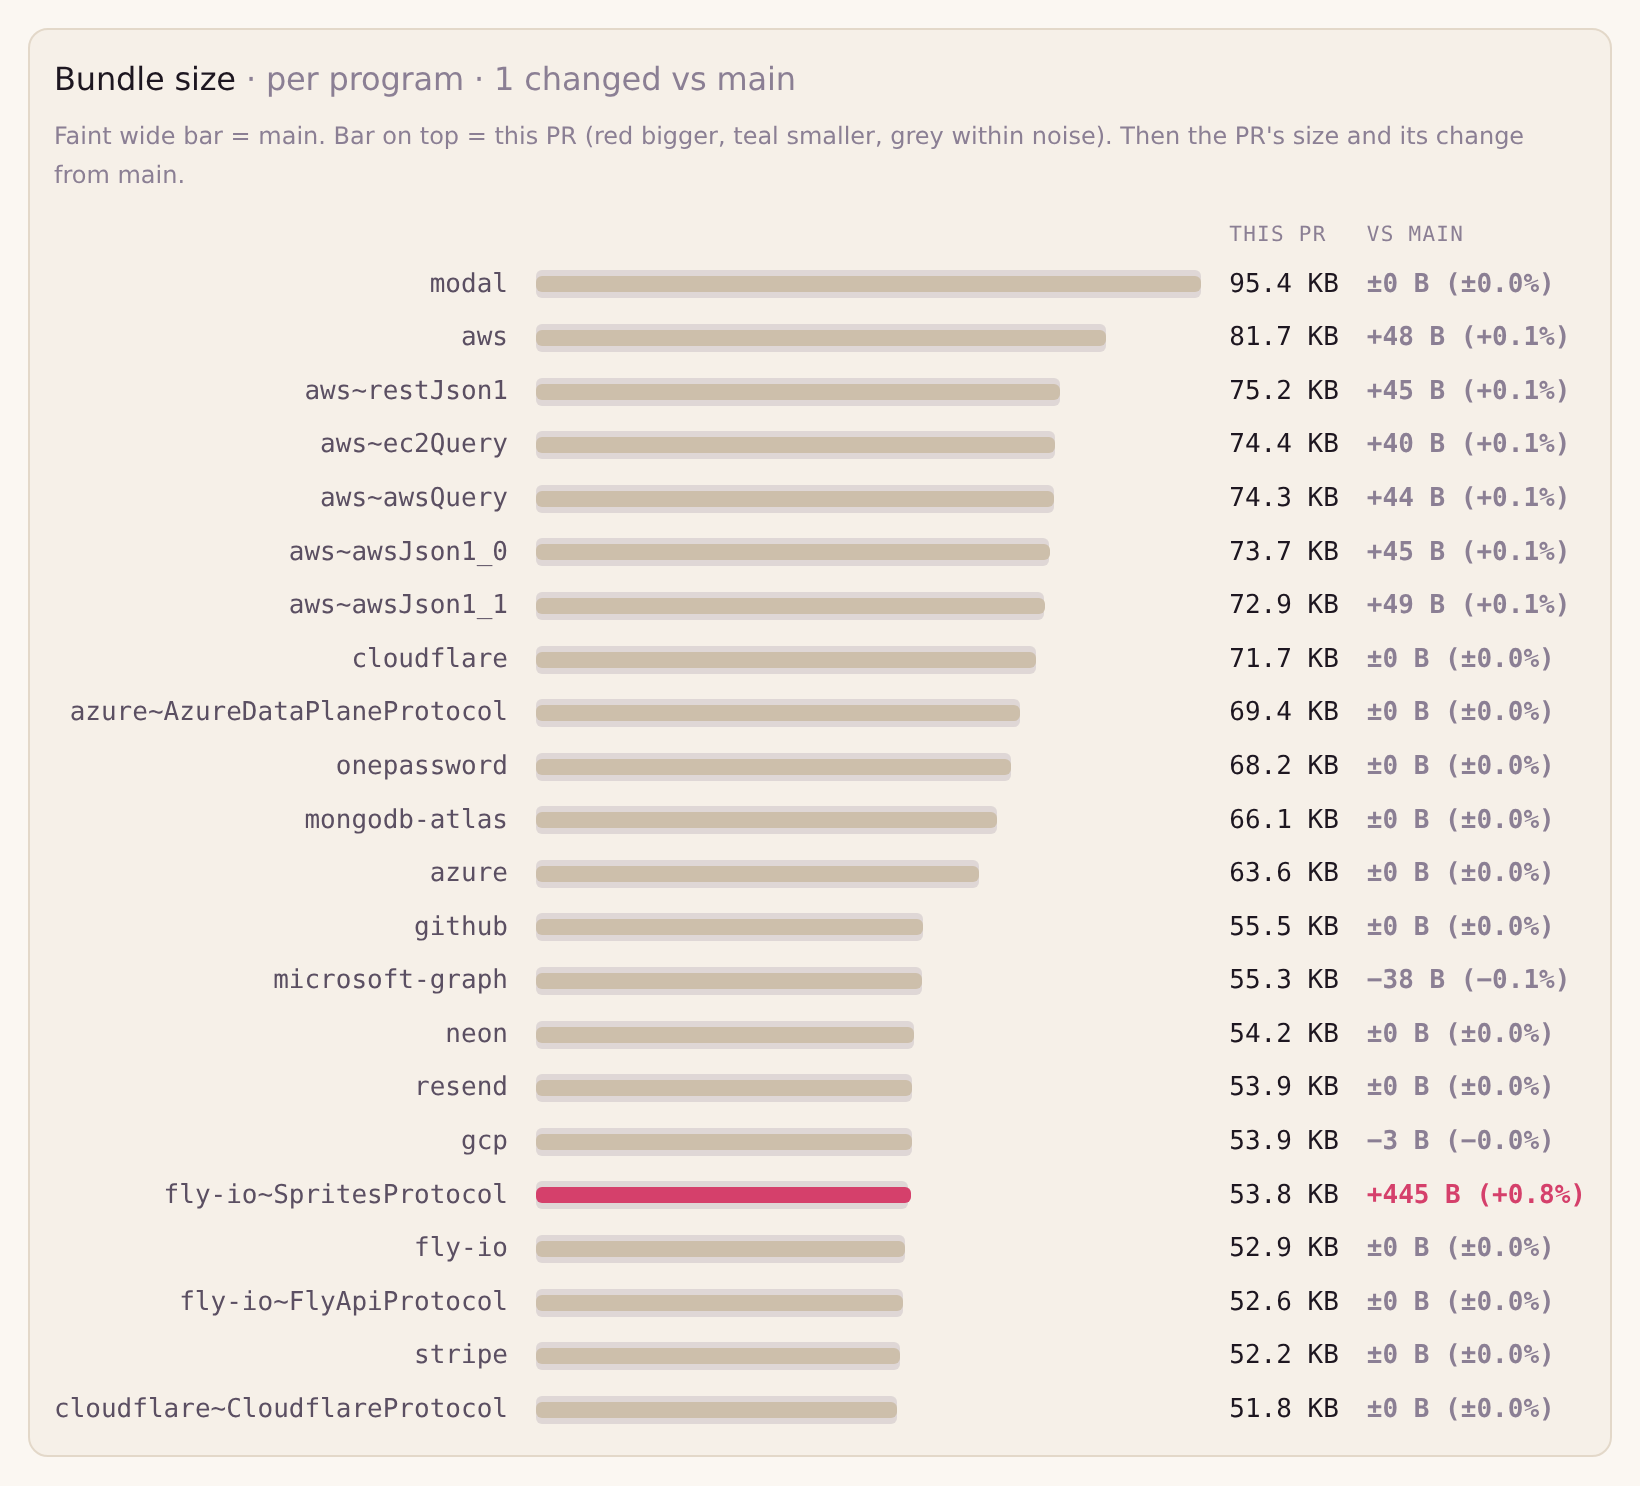 Bundle size · per program · 1 changed vs main
Faint wide bar = main. Bar on top = this PR (red bigger, teal smaller, grey within noise). Then the PR's size and its change
from main.
THIS PR VS MAIN
modal 95.4 KB ±0 B (±0.0%)
aws 81.7 KB +48 B (+0.1%)
aws~restJson1 75.2 KB +45 B (+0.1%)
aws~ec2Query 74.4 KB +40 B (+0.1%)
aws~awsQuery 74.3 KB +44 B (+0.1%)
aws~awsJson1_0 73.7 KB +45 B (+0.1%)
aws~awsJson1_1 72.9 KB +49 B (+0.1%)
cloudflare 71.7 KB ±0 B (±0.0%)
azure~AzureDataPlaneProtocol 69.4 KB ±0 B (±0.0%)
onepassword 68.2 KB ±0 B (±0.0%)
mongodb-atlas 66.1 KB ±0 B (±0.0%)
azure 63.6 KB ±0 B (±0.0%)
github 55.5 KB ±0 B (±0.0%)
microsoft-graph 55.3 KB −38 B (−0.1%)
neon 54.2 KB ±0 B (±0.0%)
resend 53.9 KB ±0 B (±0.0%)
gcp 53.9 KB −3 B (−0.0%)
fly-io~SpritesProtocol 53.8 KB +445 B (+0.8%)
fly-io 52.9 KB ±0 B (±0.0%)
fly-io~FlyApiProtocol 52.6 KB ±0 B (±0.0%)
stripe 52.2 KB ±0 B (±0.0%)
cloudflare~CloudflareProtocol 51.8 KB ±0 B (±0.0%)